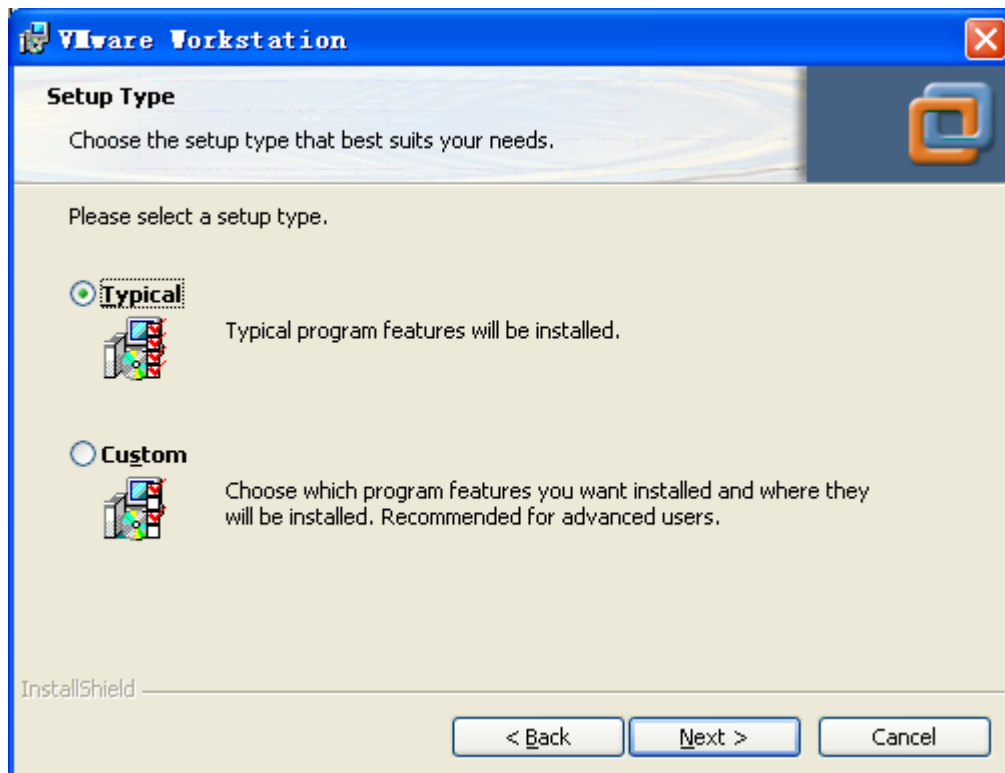 VMware Workstation
Setup Type
Choose the setup type that best suits your needs.
Please select a setup type.
Typical
Typical program features will be installed.
Custom
Choose which program features you want installed and where they
will be installed. Recommended for advanced users.
InstallShield
< Back
Next >
Cancel